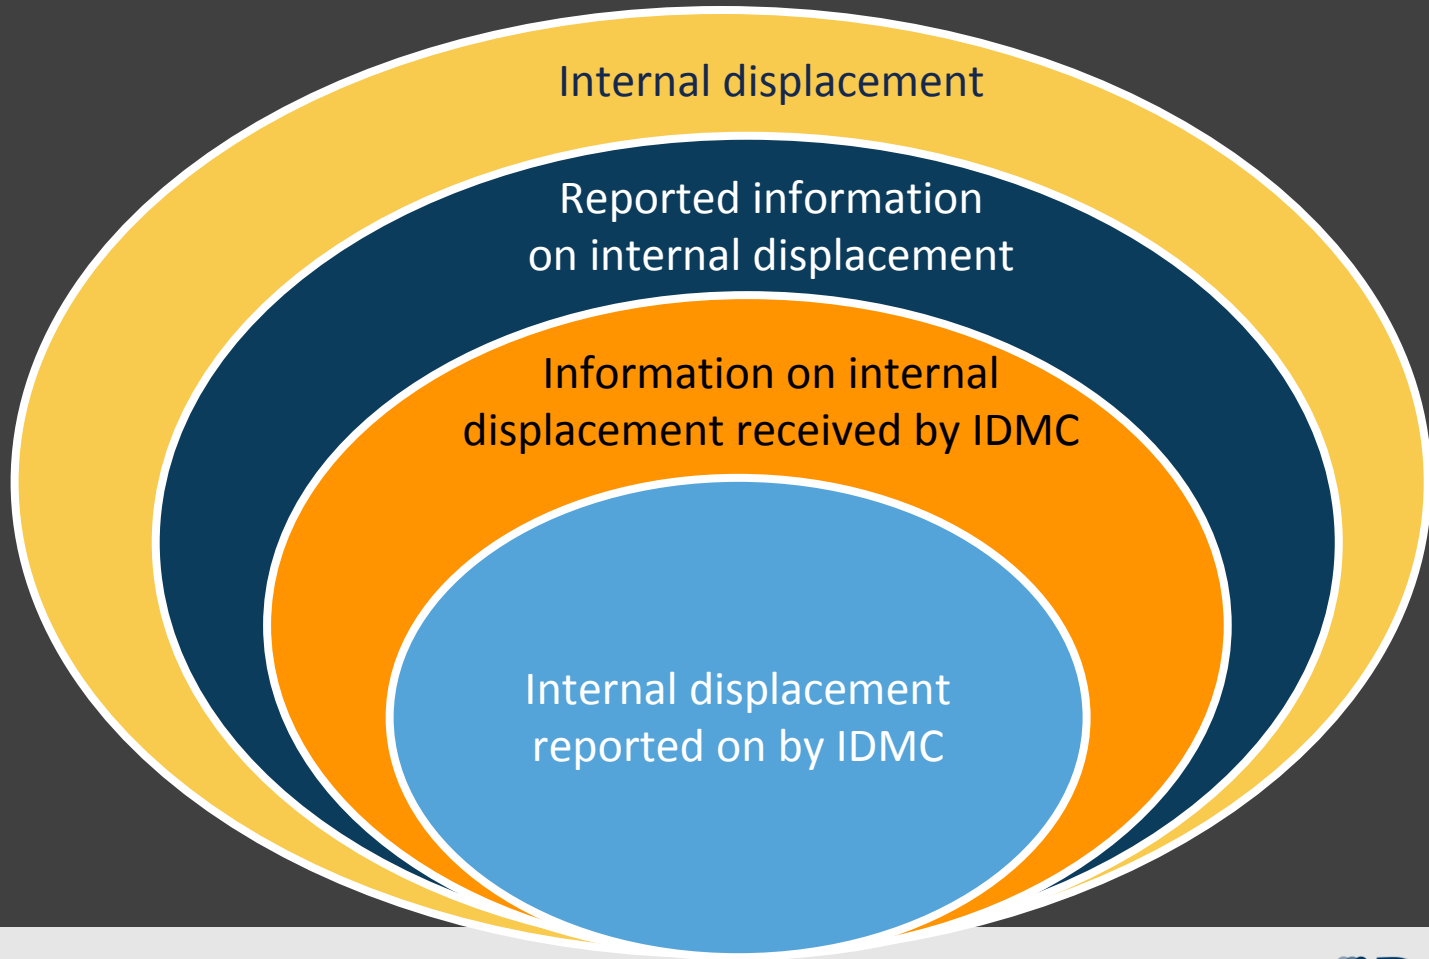 Internal displacement
Reported information
on internal displacement
Information on internal
displacement received by IDMC
Internal displacement
reported on by IDMC